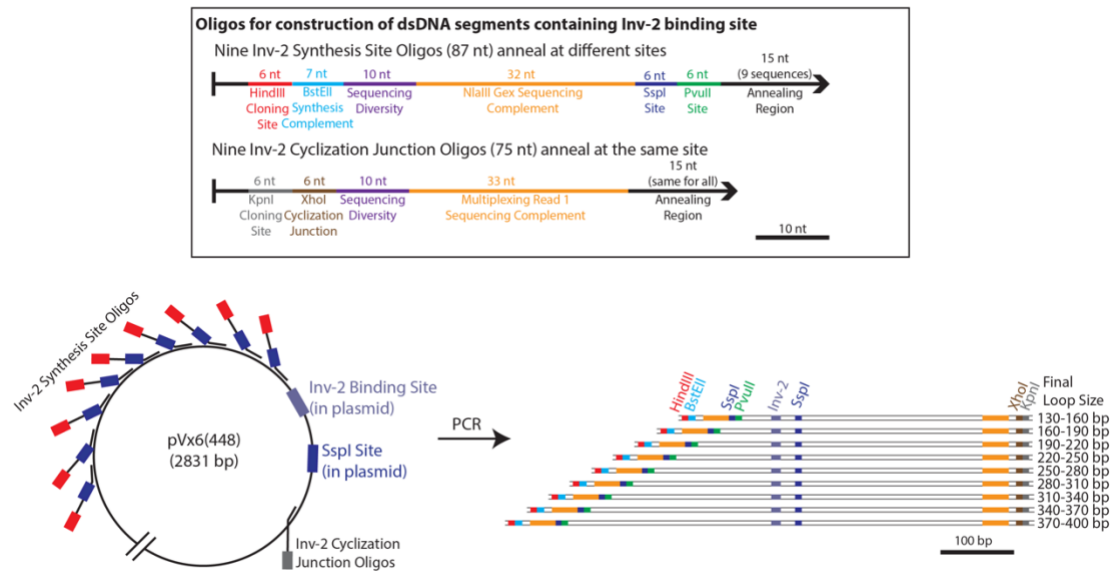 Oligos for construction of dsDNA segments containing Inv-2 binding site
Nine Inv-2 Synthesis Site Oligos (87 nt) anneal at different sites
6 nt
HindIII
Cloning
Site
7 nt
BstEII
Synthesis
Complement
10 nt
Sequencing
Diversity
32 nt
NlaIII Gex Sequencing
Complement
6 nt
SspI
Site
6 nt
PvuII
Site
15 nt
(9 sequences)
Annealing
Region
Nine Inv-2 Cyclization Junction Oligos (75 nt) anneal at the same site
6 nt
KpnI
Cloning
Site
6 nt
XhoI
Cyclization
Junction
10 nt
Sequencing
Diversity
33 nt
Multiplexing Read 1
Sequencing Complement
15 nt
(same for all)
Annealing
Region
10 nt
Inv-2 Synthesis Site Oligos
Inv-2 Binding Site
(in plasmid)
pVx6(448)
(2831 bp)
SspI Site
(in plasmid)
Inv-2 Cyclization
Junction Oligos
PCR
HindIII
BstEII
SspI
PvuII
Inv-2
SspI
XhoI
KpnI
Final
Loop Size
130-160 bp
160-190 bp
190-220 bp
220-250 bp
250-280 bp
280-310 bp
310-340 bp
340-370 bp
370-400 bp
100 bp